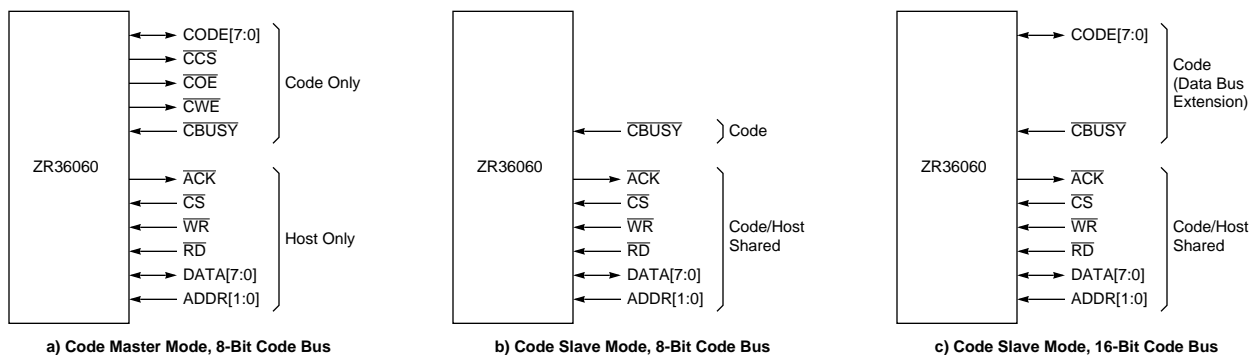 ZR36060
CODE[7:0]
CCS
COE
CWE
CBUSY
Code Only
ACK
CS
WR
RD
DATA[7:0]
ADDR[1:0]
Host Only
a) Code Master Mode, 8-Bit Code Bus
ZR36060
CBUSY
Code
ACK
CS
WR
RD
DATA[7:0]
ADDR[1:0]
Code/Host
Shared
b) Code Slave Mode, 8-Bit Code Bus
ZR36060
CODE[7:0]
CBUSY
Code
(Data Bus
Extension)
ACK
CS
WR
RD
DATA[7:0]
ADDR[1:0]
Code/Host
Shared
c) Code Slave Mode, 16-Bit Code Bus